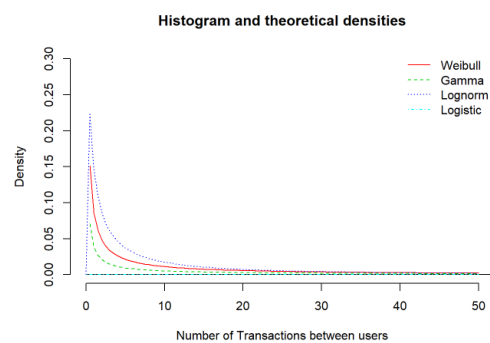 Histogram and theoretical densities
Density
0.00 0.05 0.10 0.15 0.20 0.25 0.30
Weibull
Gamma
Lognorm
Logistic
0 10 20 30 40 50
Number of Transactions between users